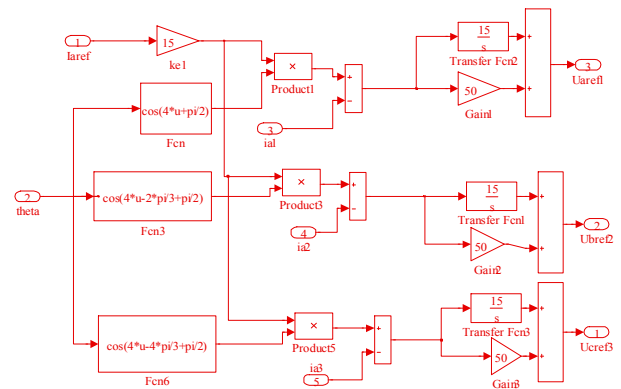 1
Iaref
15
ke1
×
Product1
+
−
15
s
Transfer Fcn2
50
Gain1
+
+
3
Uaref1
cos(4*u+pi/2)
Fcn
3
ia1
2
theta
cos(4*u-2*pi/3+pi/2)
Fcn3
×
Product3
+
−
4
ia2
15
s
Transfer Fcn1
50
Gain2
+
+
2
Ubref2
cos(4*u-4*pi/3+pi/2)
Fcn6
×
Product5
+
−
ia3
5
15
s
Transfer Fcn3
50
Gain3
+
+
1
Ucref3